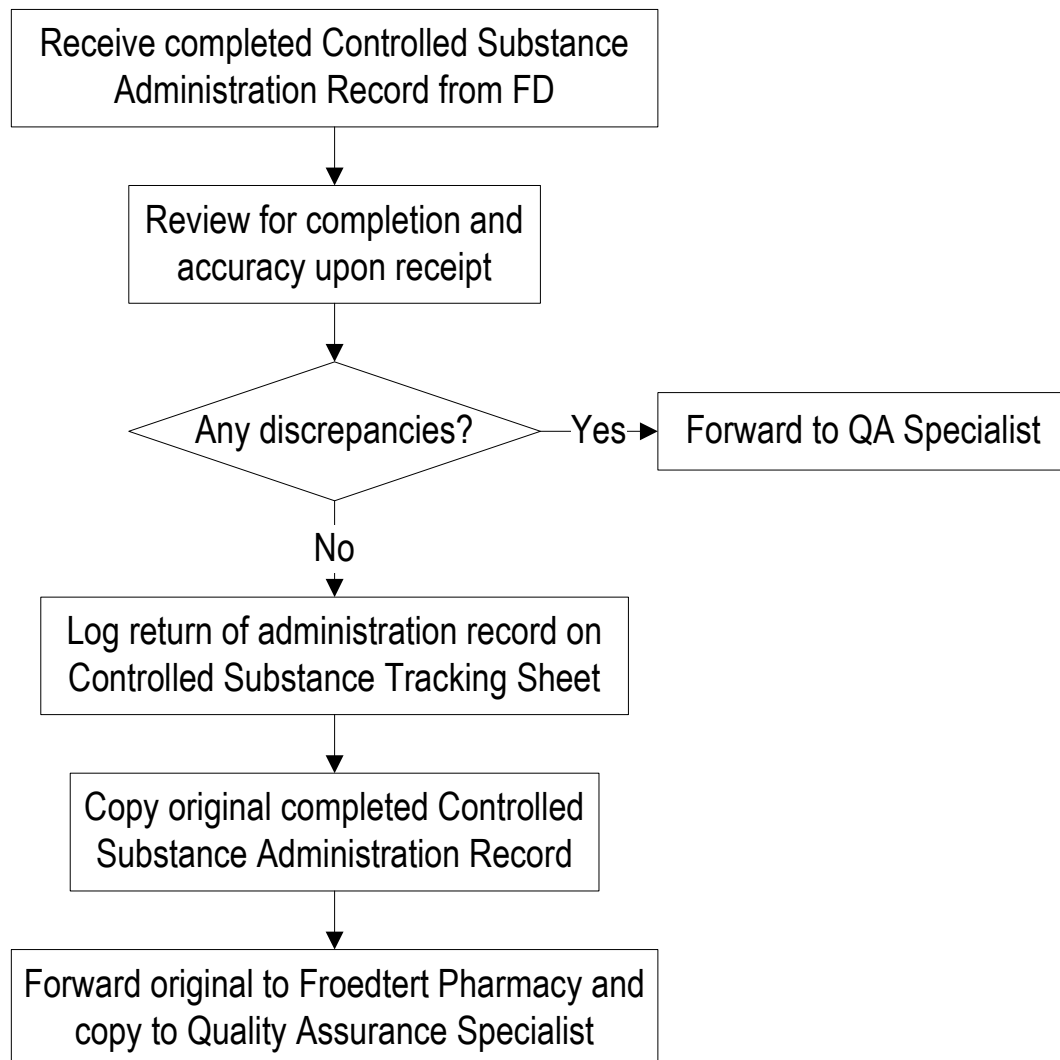 Receive completed Controlled Substance
Administration Record from FD
Review for completion and
accuracy upon receipt
Any discrepancies?
Yes
Forward to QA Specialist
No
Log return of administration record on
Controlled Substance Tracking Sheet
Copy original completed Controlled
Substance Administration Record
Forward original to Froedtert Pharmacy and
copy to Quality Assurance Specialist